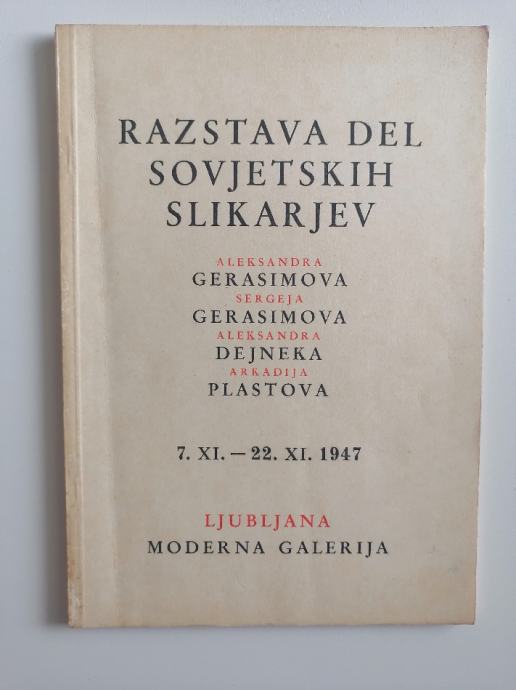 RAZSTAVA DEL
SOVJETSKIH
SLIKARJEV
ALEKSANDRA
GERASIMOVA
SERGEJA
GERASIMOVA
ALEKSANDRA
DEJNEKA
ARKADIJA
PLASTOVA
7. XI. — 22. XI. 1947
LJUBLJANA
MODERNA GALERIJA